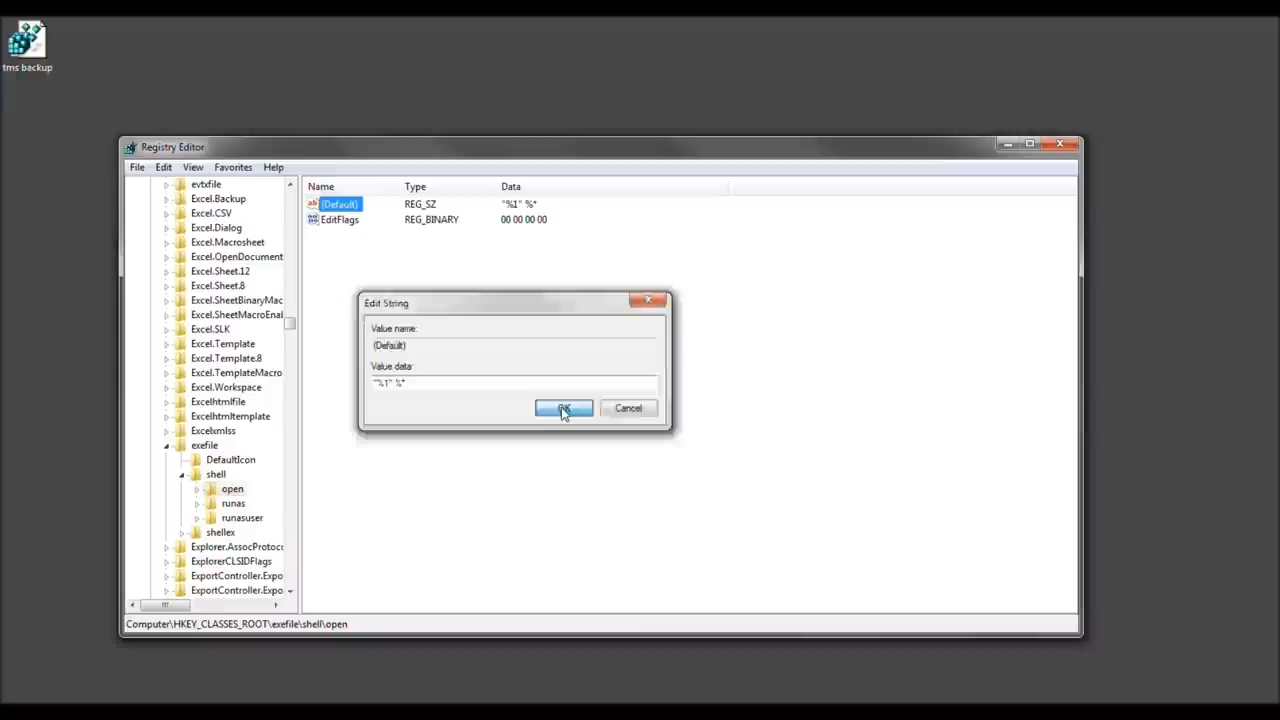 tms backup
Registry Editor
File Edit View Favorites Help
evtxfile
Excel.Backup
Excel.CSV
Excel.Dialog
Excel.Macrosheet
Excel.OpenDocument
Excel.Sheet.12
Excel.Sheet.8
Excel.SheetBinaryMac
Excel.SheetMacroEnal
Excel.SLK
Excel.Template
Excel.Template.8
Excel.TemplateMacro
Excel.Workspace
Excelhtmlfile
Excelhtmltemplate
Excelxmlss
exefile
DefaultIcon
shell
open
runas
runasuser
shellex
Explorer.AssocProtoco
ExplorerCLSIDFlags
ExportController.Expo
ExportController.Expo
Name Type Data
(Default) REG_SZ "%1" %*
EditFlags REG_BINARY 00 00 00 00
Edit String
Value name:
(Default)
Value data:
"%1" %*
OK Cancel
Computer\HKEY_CLASSES_ROOT\exefile\shell\open